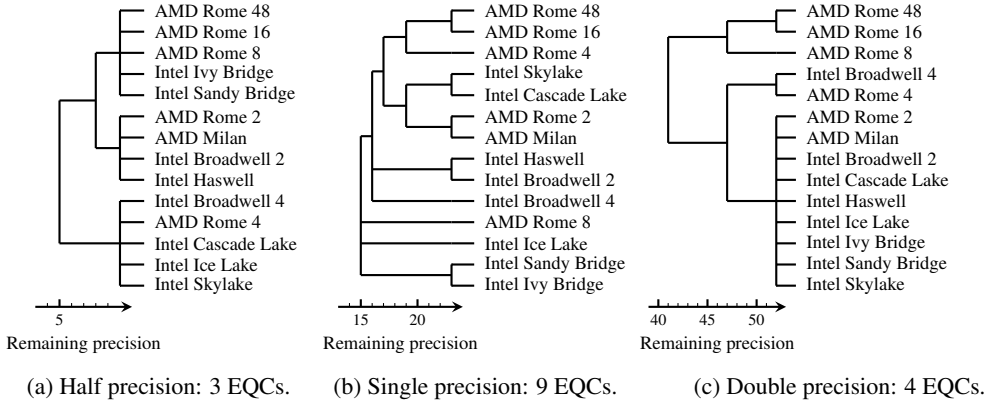 AMD Rome 48
AMD Rome 16
AMD Rome 8
Intel Ivy Bridge
Intel Sandy Bridge
AMD Rome 2
AMD Milan
Intel Broadwell 2
Intel Haswell
Intel Broadwell 4
AMD Rome 4
Intel Cascade Lake
Intel Ice Lake
Intel Skylake
5
Remaining precision
(a) Half precision: 3 EQCs.
AMD Rome 48
AMD Rome 16
AMD Rome 4
Intel Skylake
Intel Cascade Lake
AMD Rome 2
AMD Milan
Intel Haswell
Intel Broadwell 2
Intel Broadwell 4
AMD Rome 8
Intel Ice Lake
Intel Sandy Bridge
Intel Ivy Bridge
15 20
Remaining precision
(b) Single precision: 9 EQCs.
AMD Rome 48
AMD Rome 16
AMD Rome 8
Intel Broadwell 4
AMD Rome 4
AMD Rome 2
AMD Milan
Intel Broadwell 2
Intel Cascade Lake
Intel Haswell
Intel Ice Lake
Intel Ivy Bridge
Intel Sandy Bridge
Intel Skylake
40 45 50
Remaining precision
(c) Double precision: 4 EQCs.